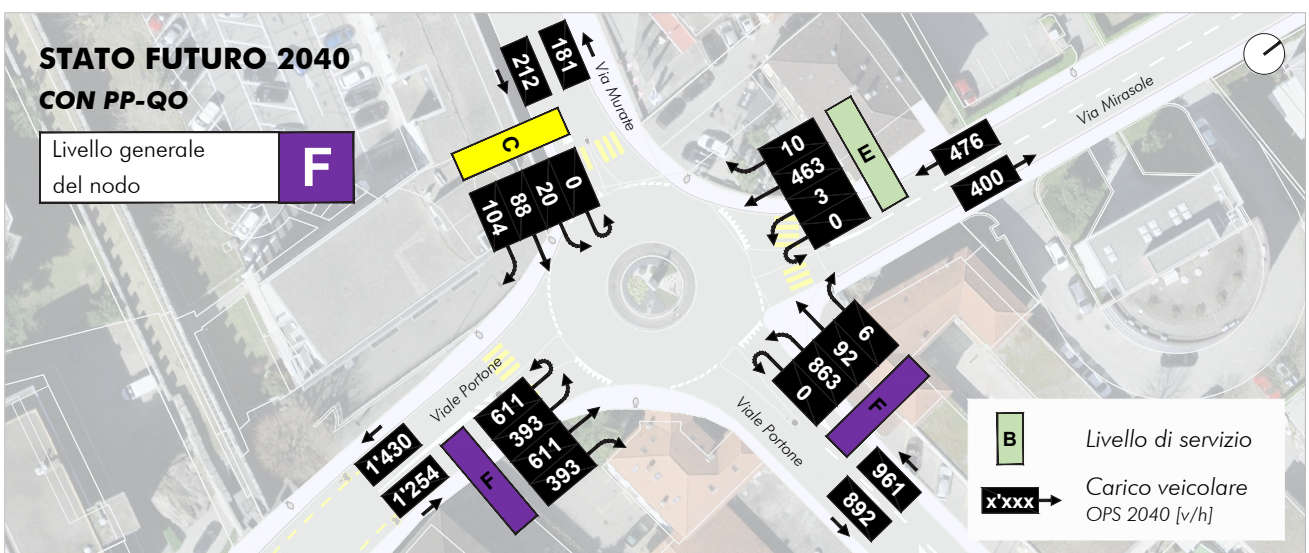 STATO FUTURO 2040
CON PP-QO
Livello generale
del nodo
F
212
181
Via Murate
C
104
88
20
0
10
463
3
0
E
476
400
Via Mirasole
Viale Portone
1'430
1'254
F
611
393
611
393
6
92
863
0
F
Viale Portone
961
892
B
Livello di servizio
x'xxx
Carico veicolare
OPS 2040 [v/h]